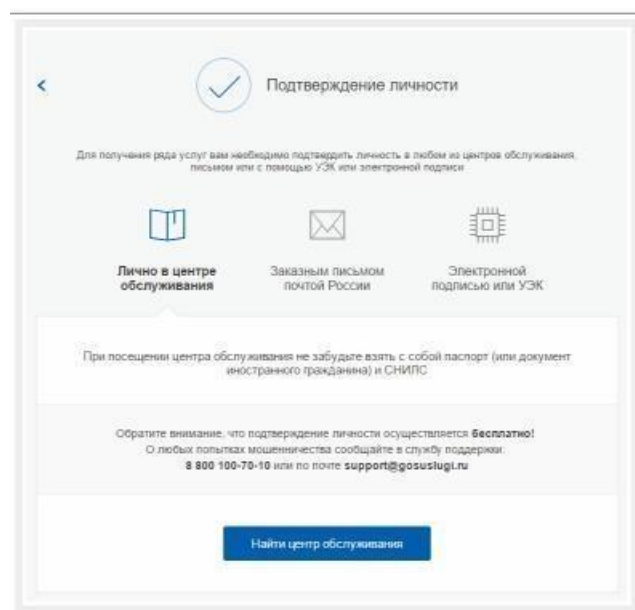 Подтверждение личности
Для получения ряда услуг вам необходимо подтвердить личность в любом из центров обслуживания,
письмом или с помощью УЭК или электронной подписи
Лично в центре
обслуживания
Заказным письмом
почтой России
Электронной
подписью или УЭК
При посещении центра обслуживания не забудьте взять с собой паспорт (или документ
иностранного гражданина) и СНИЛС
Обратите внимание, что подтверждение личности осуществляется бесплатно!
О любых попытках мошенничества сообщайте в службу поддержки:
8 800 100-70-10 или по почте support@gosuslugi.ru
Найти центр обслуживания